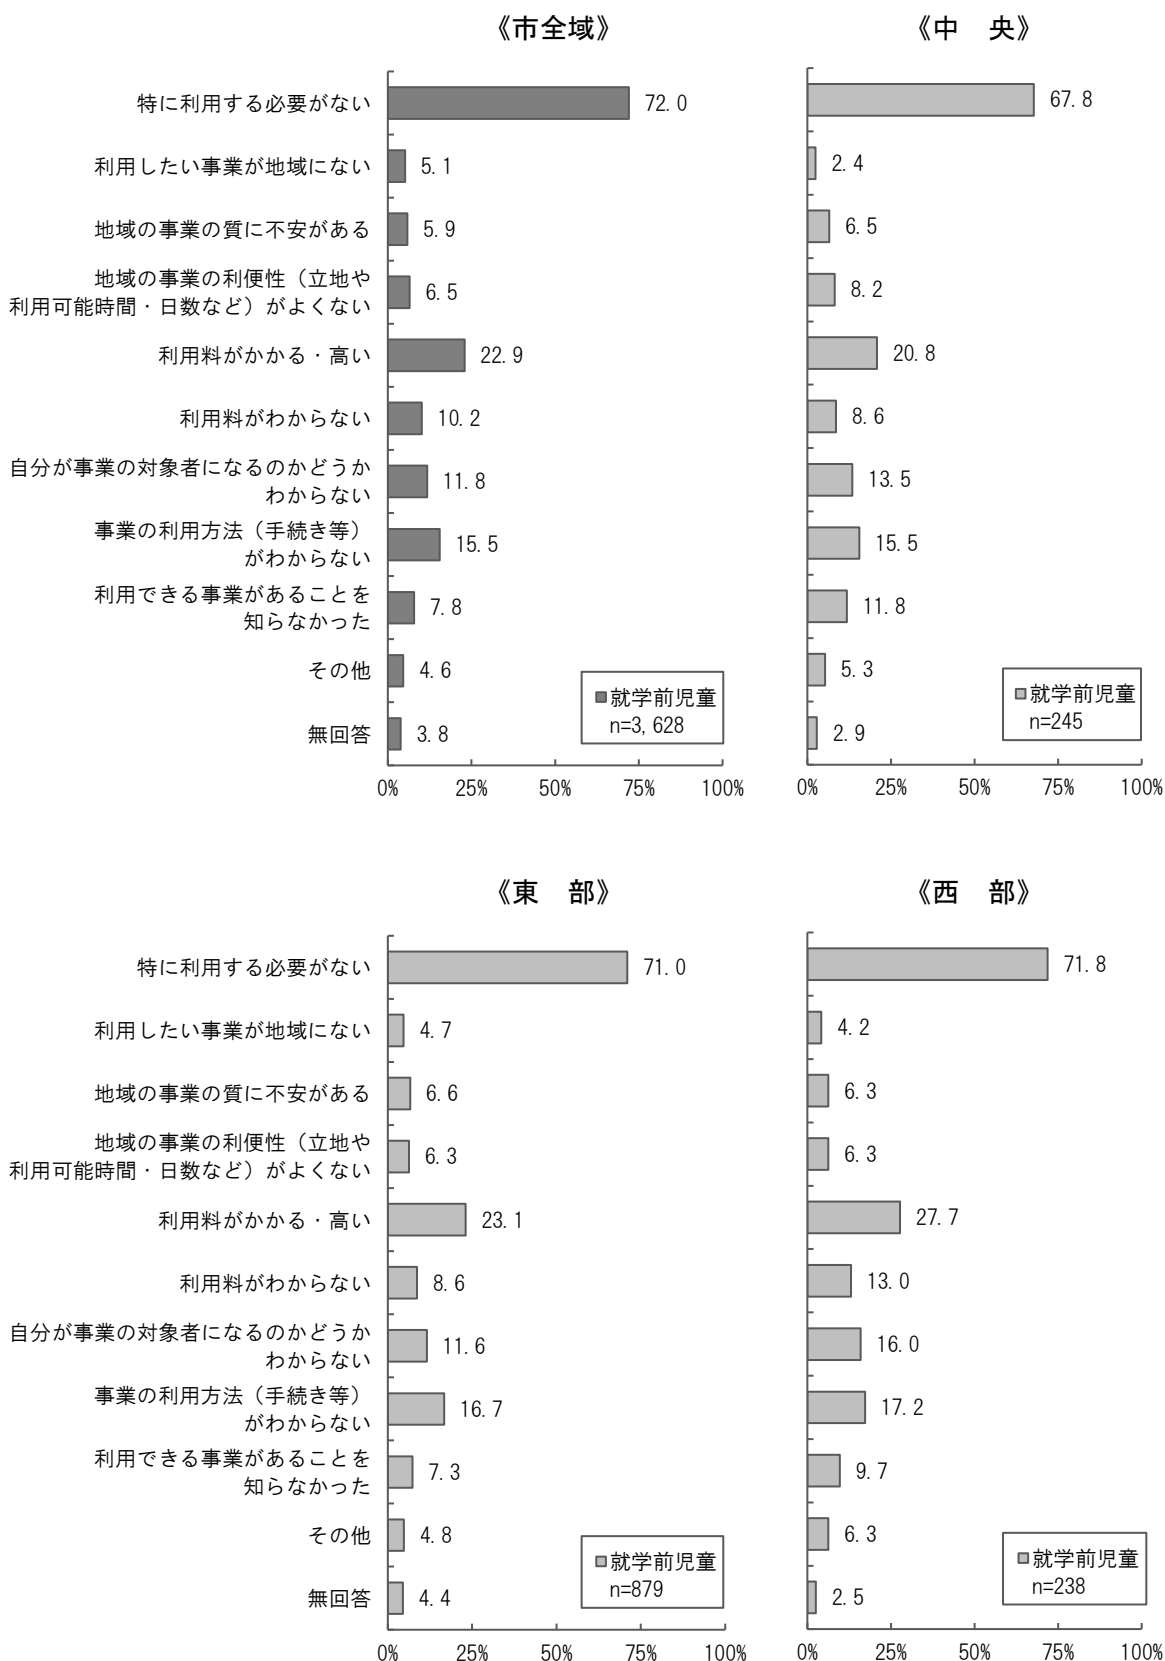 《市全域》
《中　央》
特に利用する必要がない
72.0
67.8
利用したい事業が地域にない
5.1
2.4
地域の事業の質に不安がある
5.9
6.5
地域の事業の利便性（立地や
利用可能時間・日数など）がよくない
6.5
8.2
利用料がかかる・高い
22.9
20.8
利用料がわからない
10.2
8.6
自分が事業の対象者になるのかどうか
わからない
11.8
13.5
事業の利用方法（手続き等）
がわからない
15.5
15.5
利用できる事業があることを
知らなかった
7.8
11.8
その他
4.6
5.3
無回答
3.8
2.9
就学前児童
n=3,628
就学前児童
n=245
0% 25% 50% 75% 100%
0% 25% 50% 75% 100%
《東　部》
《西　部》
特に利用する必要がない
71.0
71.8
利用したい事業が地域にない
4.7
4.2
地域の事業の質に不安がある
6.6
6.3
地域の事業の利便性（立地や
利用可能時間・日数など）がよくない
6.3
6.3
利用料がかかる・高い
23.1
27.7
利用料がわからない
8.6
13.0
自分が事業の対象者になるのかどうか
わからない
11.6
16.0
事業の利用方法（手続き等）
がわからない
16.7
17.2
利用できる事業があることを
知らなかった
7.3
9.7
その他
4.8
6.3
無回答
4.4
2.5
就学前児童
n=879
就学前児童
n=238
0% 25% 50% 75% 100%
0% 25% 50% 75% 100%